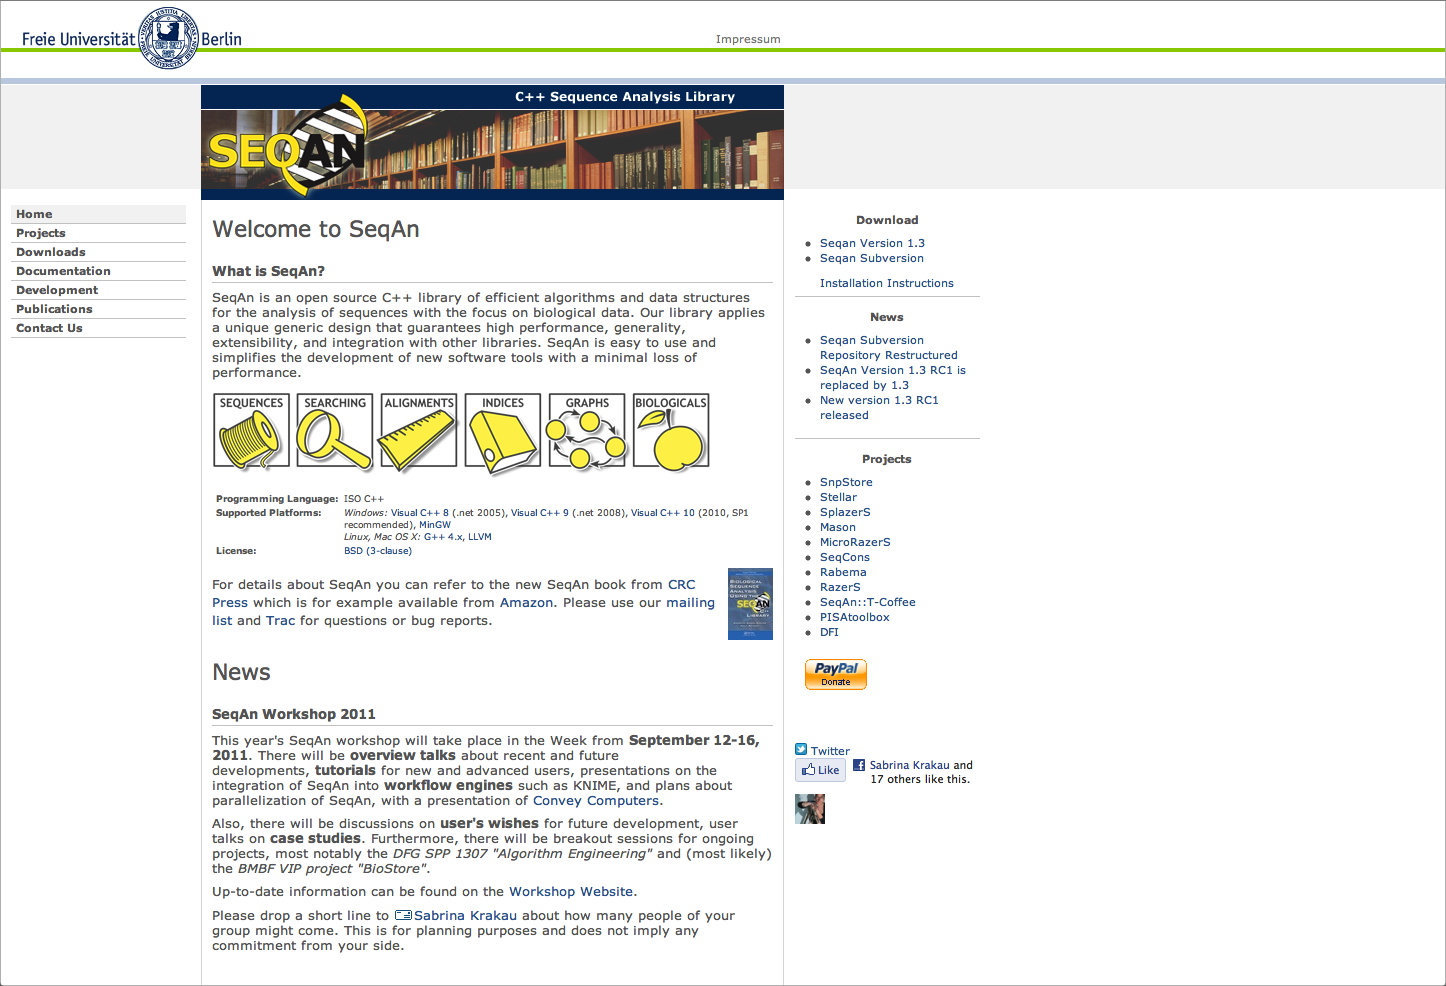 Freie Universität Berlin
Impressum
C++ Sequence Analysis Library
SEQAN
Home
Projects
Downloads
Documentation
Development
Publications
Contact Us
Welcome to SeqAn
What is SeqAn?
SeqAn is an open source C++ library of efficient algorithms and data structures
for the analysis of sequences with the focus on biological data. Our library applies
a unique generic design that guarantees high performance, generality,
extensibility, and integration with other libraries. SeqAn is easy to use and
simplifies the development of new software tools with a minimal loss of
performance.
SEQUENCES SEARCHING ALIGNMENTS INDICES GRAPHS BIOLOGICALS
Programming Language: ISO C++
Supported Platforms: Windows: Visual C++ 8 (.net 2005), Visual C++ 9 (.net 2008), Visual C++ 10 (2010, SP1
recommended), MinGW
Linux, Mac OS X: G++ 4.x, LLVM
License: BSD (3-clause)
For details about SeqAn you can refer to the new SeqAn book from CRC
Press which is for example available from Amazon. Please use our mailing
list and Trac for questions or bug reports.
BIOLOGICAL
SEQUENCE
ANALYSIS
USING THE
SEQAN
C++
LIBRARY
News
SeqAn Workshop 2011
This year's SeqAn workshop will take place in the Week from September 12-16,
2011. There will be overview talks about recent and future
developments, tutorials for new and advanced users, presentations on the
integration of SeqAn into workflow engines such as KNIME, and plans about
parallelization of SeqAn, with a presentation of Convey Computers.
Also, there will be discussions on user's wishes for future development, user
talks on case studies. Furthermore, there will be breakout sessions for ongoing
projects, most notably the DFG SPP 1307 "Algorithm Engineering" and (most likely)
the BMBF VIP project "BioStore".
Up-to-date information can be found on the Workshop Website.
Please drop a short line to Sabrina Krakau about how many people of your
group might come. This is for planning purposes and does not imply any
commitment from your side.
Download
Seqan Version 1.3
Seqan Subversion
Installation Instructions
News
Seqan Subversion
Repository Restructured
SeqAn Version 1.3 RC1 is
replaced by 1.3
New version 1.3 RC1
released
Projects
SnpStore
Stellar
SplazerS
Mason
MicroRazerS
SeqCons
Rabema
RazerS
SeqAn::T-Coffee
PISAtoolbox
DFI
PayPal
Donate
Twitter
Like
Sabrina Krakau and
17 others like this.